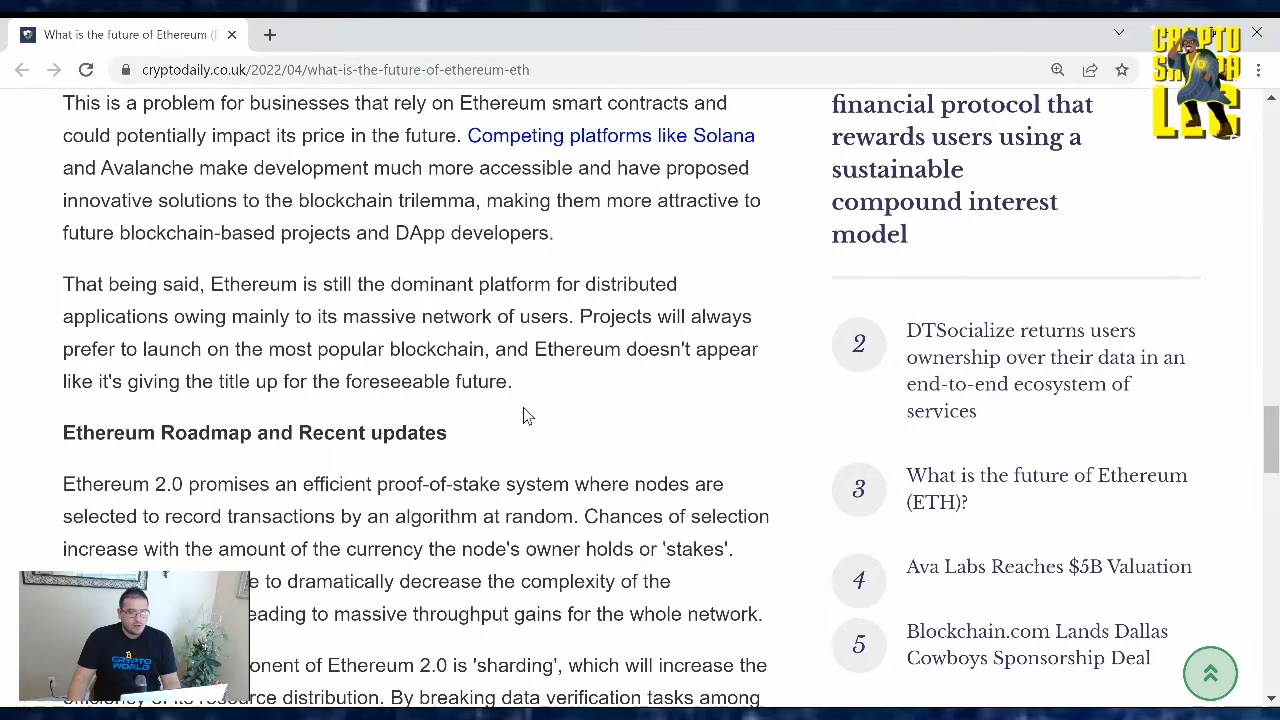 What is the future of Ethereum (E
cryptodaily.co.uk/2022/04/what-is-the-future-of-ethereum-eth
CRYPTO
LEO
This is a problem for businesses that rely on Ethereum smart contracts and
could potentially impact its price in the future. Competing platforms like Solana
and Avalanche make development much more accessible and have proposed
innovative solutions to the blockchain trilemma, making them more attractive to
future blockchain-based projects and DApp developers.
That being said, Ethereum is still the dominant platform for distributed
applications owing mainly to its massive network of users. Projects will always
prefer to launch on the most popular blockchain, and Ethereum doesn't appear
like it's giving the title up for the foreseeable future.
Ethereum Roadmap and Recent updates
Ethereum 2.0 promises an efficient proof-of-stake system where nodes are
selected to record transactions by an algorithm at random. Chances of selection
increase with the amount of the currency the node's owner holds or 'stakes'.
e to dramatically decrease the complexity of the
eading to massive throughput gains for the whole network.
onent of Ethereum 2.0 is 'sharding', which will increase the
efficiency of its resource distribution. By breaking data verification tasks among
financial protocol that
rewards users using a
sustainable
compound interest
model
2
DTSocialize returns users
ownership over their data in an
end-to-end ecosystem of
services
3
What is the future of Ethereum
(ETH)?
4
Ava Labs Reaches $5B Valuation
5
Blockchain.com Lands Dallas
Cowboys Sponsorship Deal
CRYPTO
WORLD